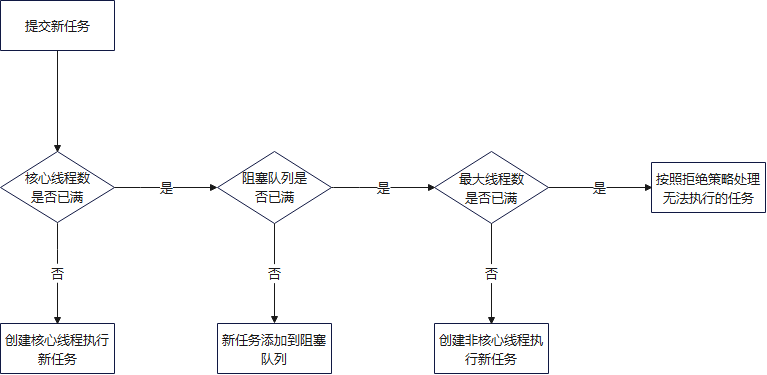 提交新任务
核心线程数
是否已满
是
阻塞队列是
否已满
是
最大线程数
是否已满
是
按照拒绝策略处理
无法执行的任务
否
否
否
创建核心线程执行
新任务
新任务添加到阻塞
队列
创建非核心线程执
行新任务